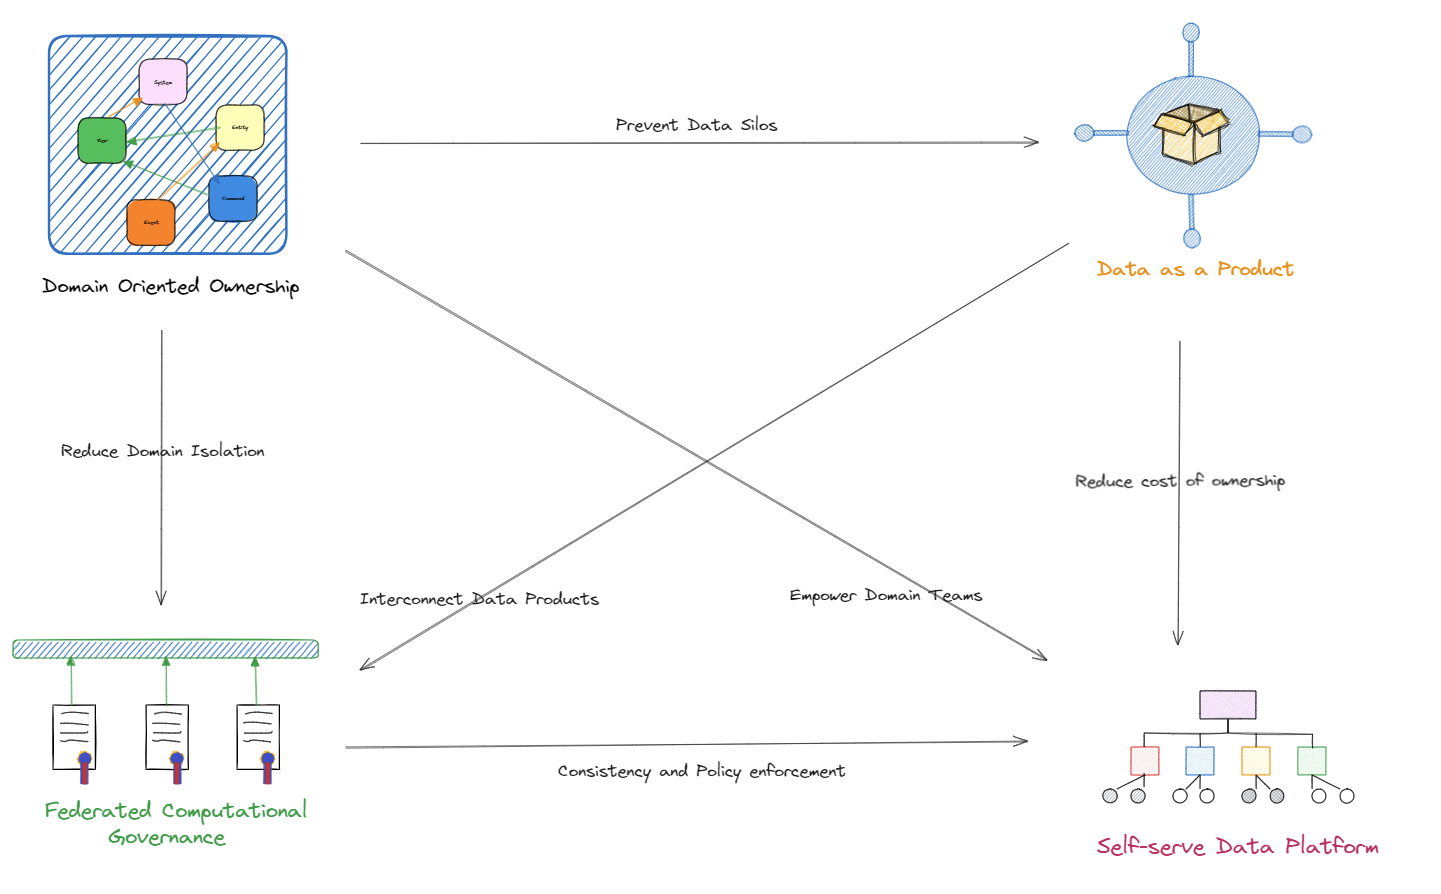 System
Entity
View
Command
Event
Prevent Data Silos
Data as a Product
Domain Oriented Ownership
Reduce Domain Isolation
Reduce cost of ownership
Interconnect Data Products
Empower Domain Teams
Consistency and Policy enforcement
Federated Computational
Governance
Self-serve Data Platform